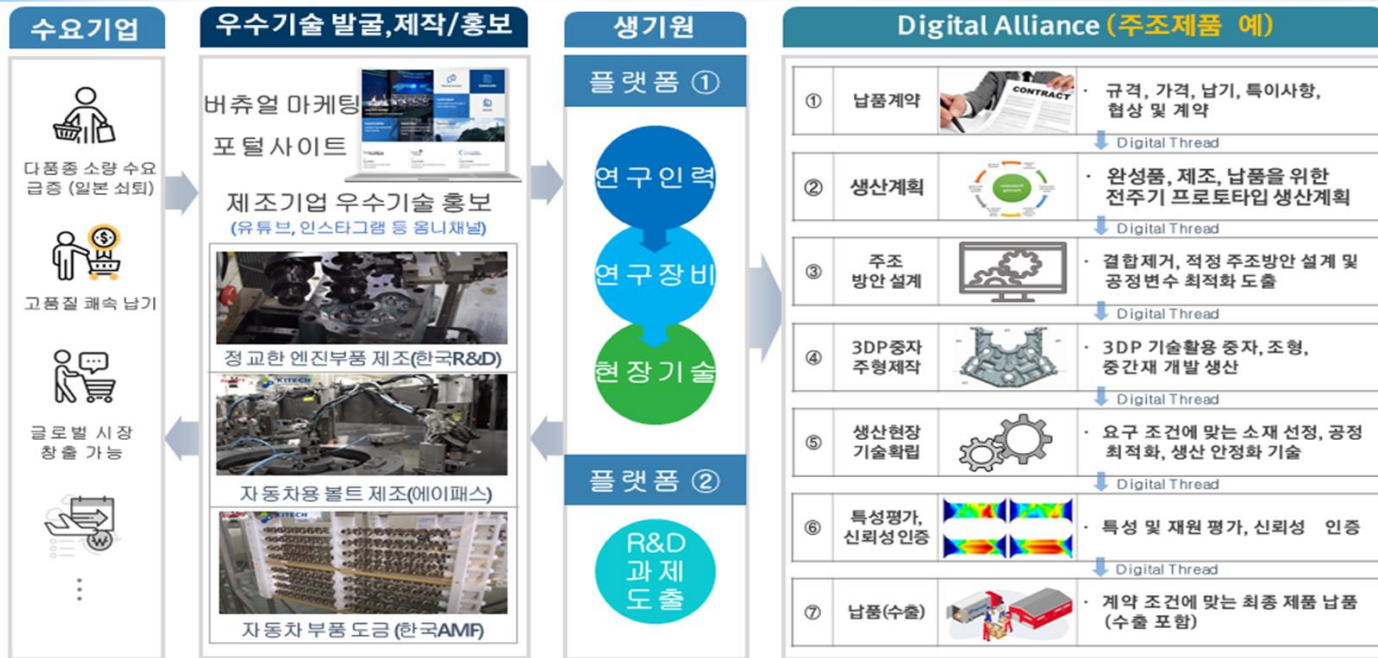 수요기업
다품종 소량 수요
급증 (일본 쇠퇴)
고품질 쾌속 납기
글로벌 시장
창출 가능
⋮
우수기술 발굴,제작/홍보
버츄얼 마케팅
포털사이트
제조기업 우수기술 홍보
(유튜브, 인스타그램 등 옴니채널)
정교한 엔진부품 제조(한국R&D)
KITECH
자동차용 볼트 제조(에이패스)
KITECH
자동차 부품 도금 (한국AMF)
생기원
플랫폼 ①
연구인력
연구장비
현장기술
플랫폼 ②
R&D
과제
도출
Digital Alliance (주조제품 예)
① 납품계약
CONTRACT
· 규격, 가격, 납기, 특이사항,
협상 및 계약
Digital Thread
② 생산계획
· 완성품, 제조, 납품을 위한
전주기 프로토타입 생산계획
Digital Thread
③ 주조
방안 설계
· 결합제거, 적정 주조방안 설계 및
공정변수 최적화 도출
Digital Thread
④ 3DP중자
주형제작
· 3DP 기술활용 중자, 조형,
중간재 개발 생산
Digital Thread
⑤ 생산현장
기술확립
· 요구 조건에 맞는 소재 선정, 공정
최적화, 생산 안정화 기술
Digital Thread
⑥ 특성평가,
신뢰성인증
· 특성 및 재원 평가, 신뢰성 인증
Digital Thread
⑦ 납품(수출)
· 계약 조건에 맞는 최종 제품 납품
(수출 포함)